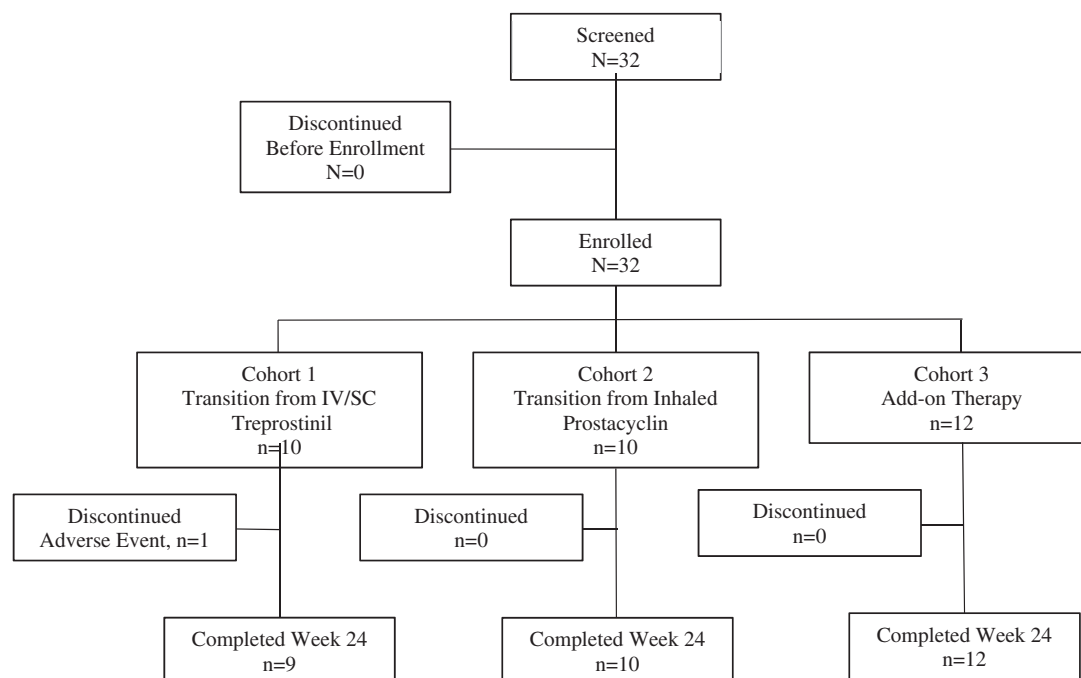 Screened
N=32
Discontinued
Before Enrollment
N=0
Enrolled
N=32
Cohort 1
Transition from IV/SC
Treprostinil
n=10
Cohort 2
Transition from Inhaled
Prostacyclin
n=10
Cohort 3
Add-on Therapy
n=12
Discontinued
Adverse Event, n=1
Discontinued
n=0
Discontinued
n=0
Completed Week 24
n=9
Completed Week 24
n=10
Completed Week 24
n=12